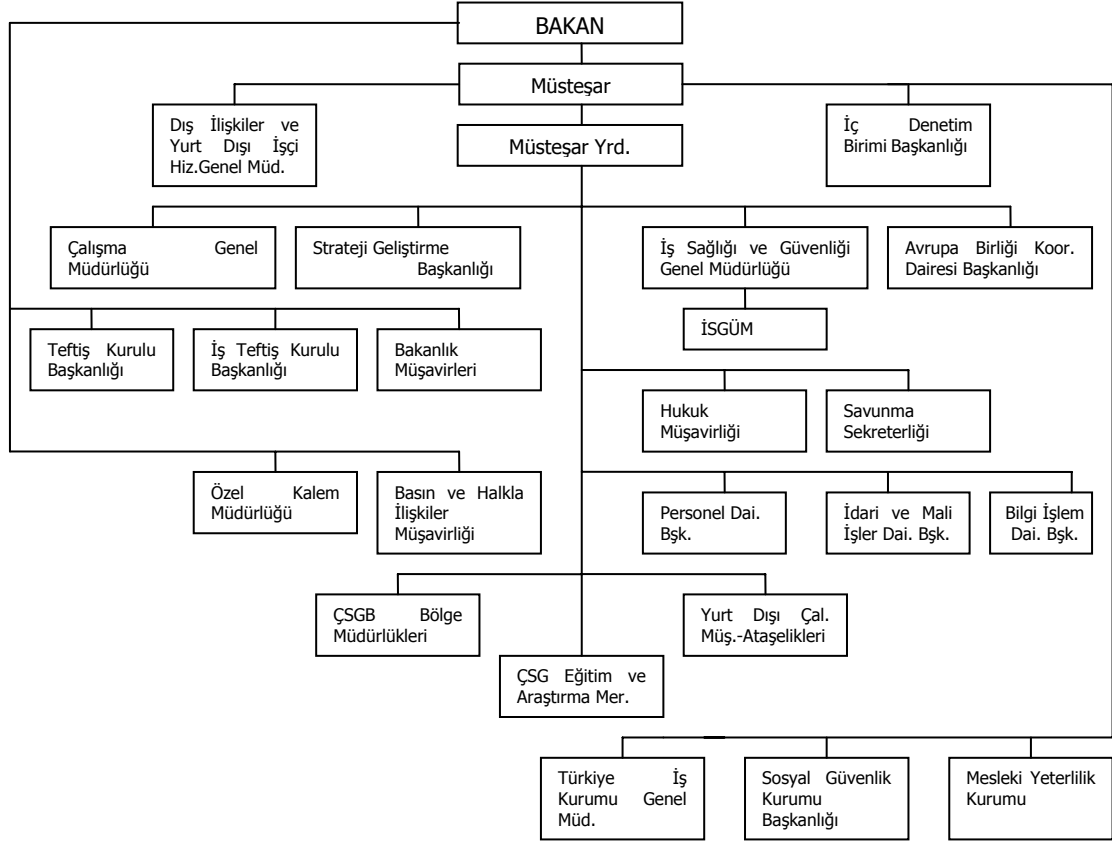 BAKAN
Müsteşar
Dış İlişkiler ve
Yurt Dışı İşçi
Hiz.Genel Müd.
Müsteşar Yrd.
İç Denetim
Birimi Başkanlığı
Çalışma Genel
Müdürlüğü
Strateji Geliştirme
Başkanlığı
İş Sağlığı ve Güvenliği
Genel Müdürlüğü
Avrupa Birliği Koor.
Dairesi Başkanlığı
İSGÜM
Teftiş Kurulu
Başkanlığı
İş Teftiş Kurulu
Başkanlığı
Bakanlık
Müşavirleri
Hukuk
Müşavirliği
Savunma
Sekreterliği
Özel Kalem
Müdürlüğü
Basın ve Halkla
İlişkiler
Müşavirliği
Personel Dai.
Bşk.
İdari ve Mali
İşler Dai. Bşk.
Bilgi İşlem
Dai. Bşk.
ÇSGB Bölge
Müdürlükleri
Yurt Dışı Çal.
Müş.-Ataşelikleri
ÇSG Eğitim ve
Araştırma Mer.
Türkiye İş
Kurumu Genel
Müd.
Sosyal Güvenlik
Kurumu
Başkanlığı
Mesleki Yeterlilik
Kurumu